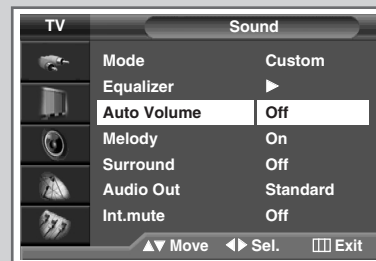 TV Sound
Mode Custom
Equalizer ▶
Auto Volume Off
Melody On
Surround Off
Audio Out Standard
Int.mute Off
▲▼ Move ◀▶ Sel. Exit